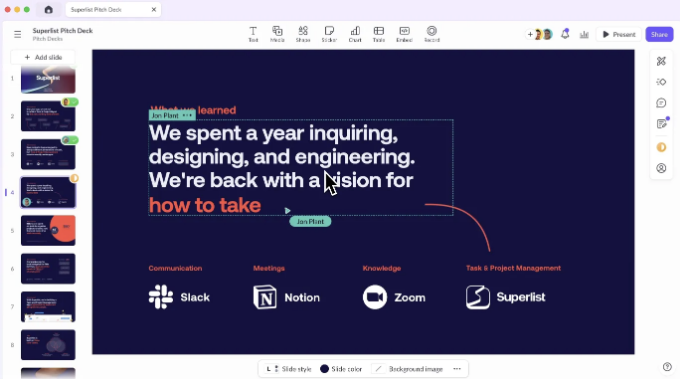 Superlist Pitch Deck
Superlist Pitch Deck
Pitch Decks
Text
Media
Shape
Sticker
Chart
Table
Embed
Record
Present
Share
+ Add slide
1
Superlist
2
3
4
5
6
7
8
What we learned
Jon Plant
We spent a year inquiring,
designing, and engineering.
We're back with a vision for
how to take
Jon Plant
Communication
Meetings
Knowledge
Task & Project Management
Slack
Notion
Zoom
Superlist
L Slide style
Slide color
Background image